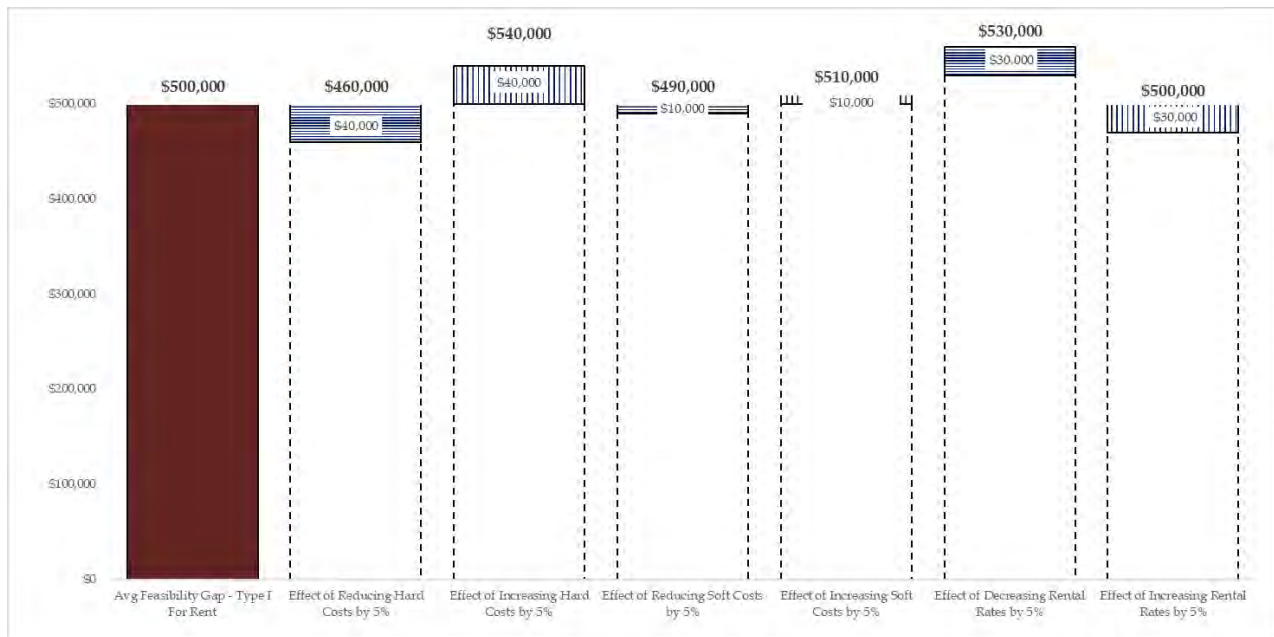 $540,000
$530,000
$500,000
$460,000
$490,000
$510,000
$500,000
$40,000
$30,000
$40,000
$10,000
$10,000
$30,000
$500,000
$400,000
$300,000
$200,000
$100,000
$0
Avg Feasibility Gap - Type I
For Rent
Effect of Reducing Hard
Costs by 5%
Effect of Increasing Hard
Costs by 5%
Effect of Reducing Soft Costs
by 5%
Effect of Increasing Soft
Costs by 5%
Effect of Decreasing Rental
Rates by 5%
Effect of Increasing Rental
Rates by 5%